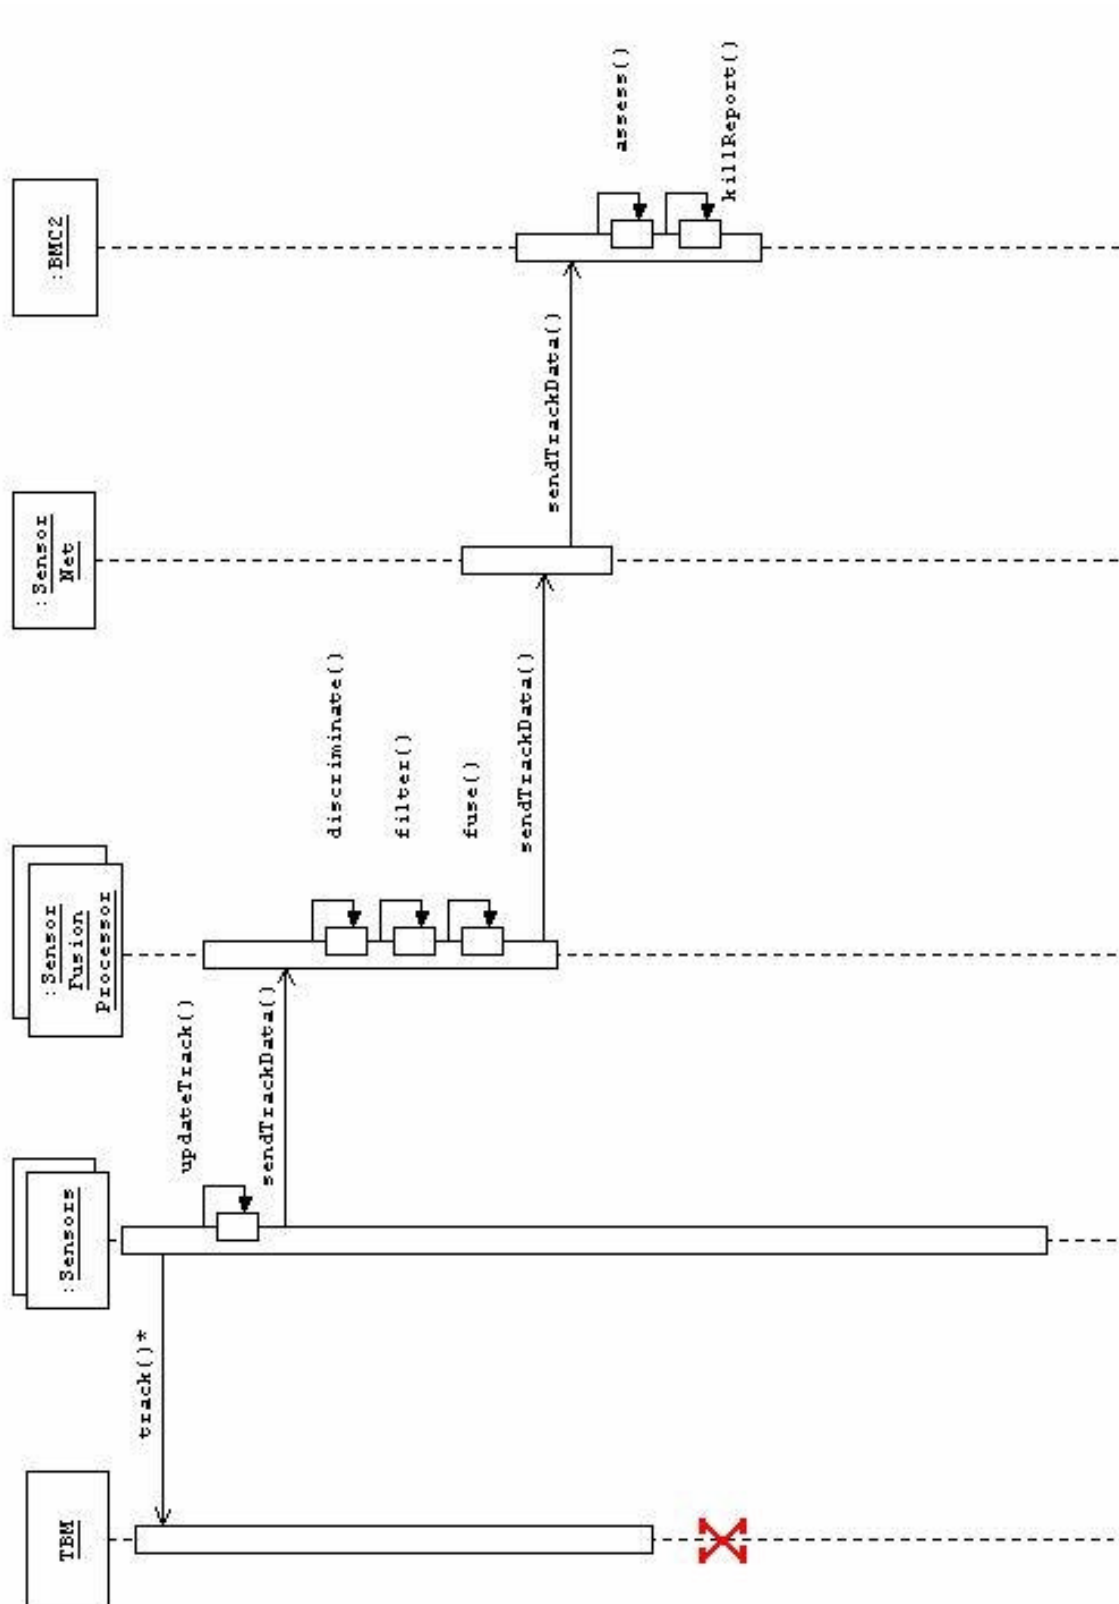 TBM
:Sensors
:Sensor
Fusion
Processor
:Sensor
Net
:BMC2
track()*
updateTrack()
sendTrackData()
discriminate()
filter()
fuse()
sendTrackData()
sendTrackData()
assess()
killReport()